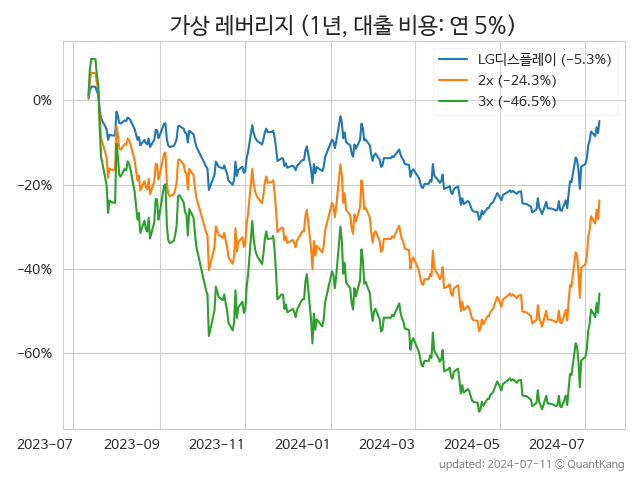 가상 레버리지 (1년, 대출 비용: 연 5%)
LG디스플레이 (−5.3%)
2x (−24.3%)
3x (−46.5%)
0%
−20%
−40%
−60%
2023-07 2023-09 2023-11 2024-01 2024-03 2024-05 2024-07
updated: 2024-07-11 © QuantKang